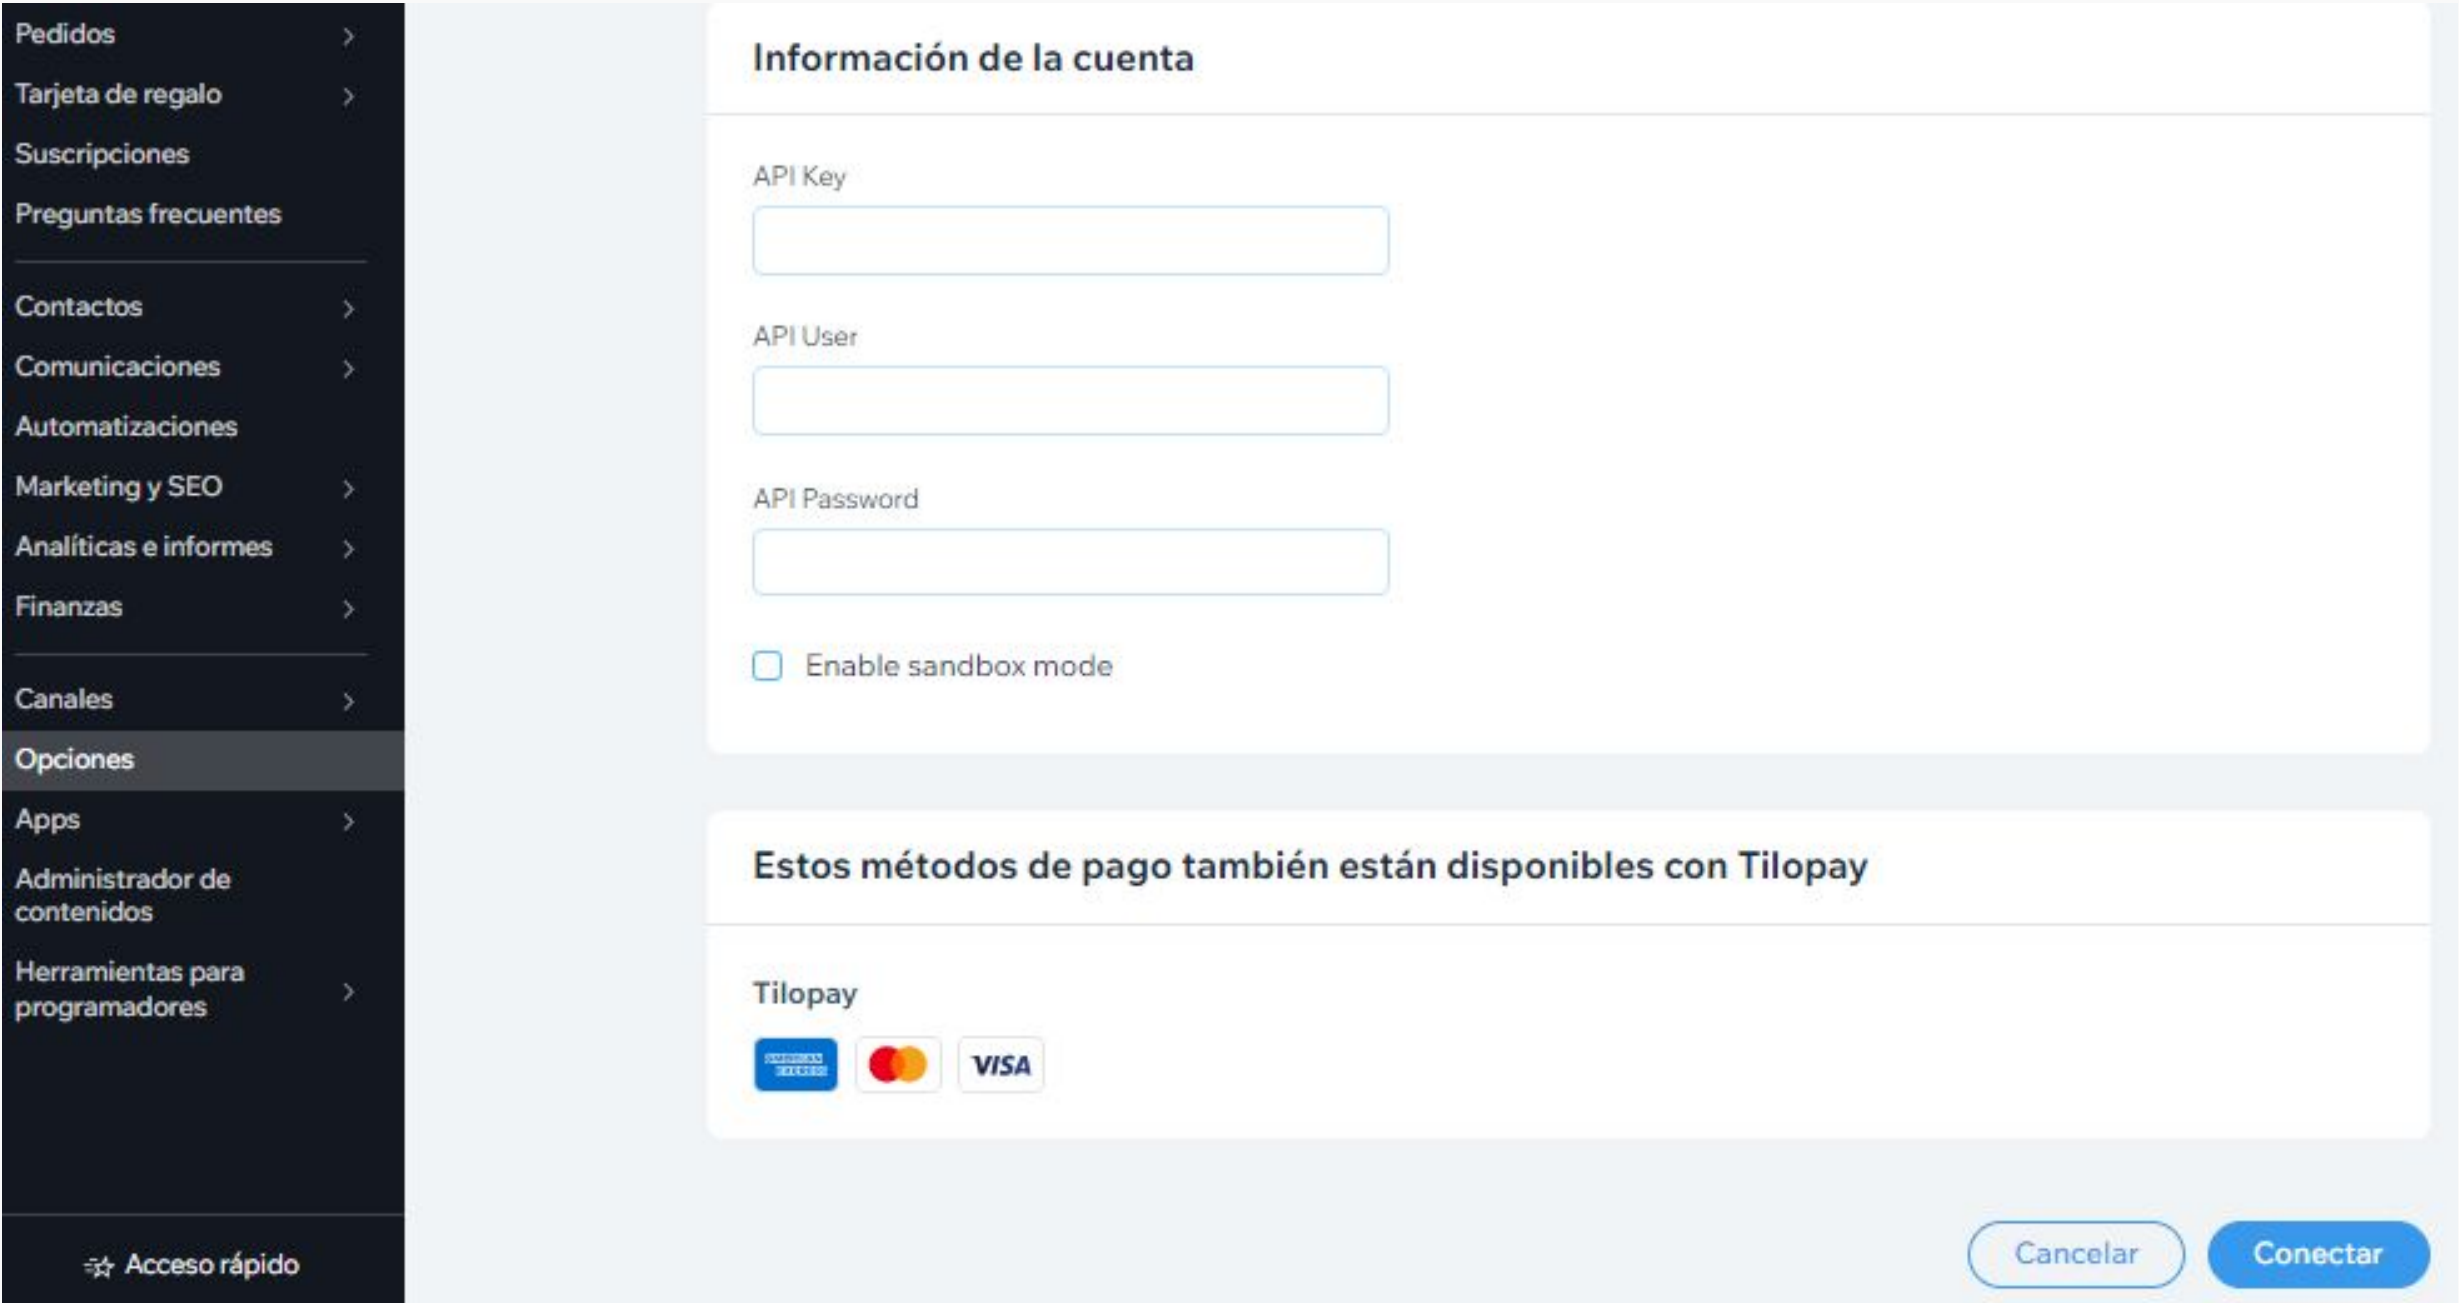 Pedidos
Tarjeta de regalo
Suscripciones
Preguntas frecuentes
Contactos
Comunicaciones
Automatizaciones
Marketing y SEO
Analíticas e informes
Finanzas
Canales
Opciones
Apps
Administrador de
contenidos
Herramientas para
programadores
Acceso rápido
Información de la cuenta
API Key
API User
API Password
Enable sandbox mode
Estos métodos de pago también están disponibles con Tilopay
Tilopay
AMERICAN
EXPRESS
VISA
Cancelar
Conectar